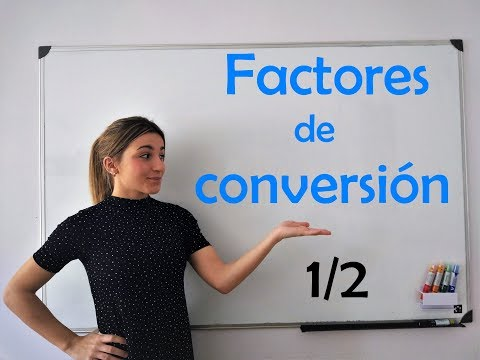 Factores
de
conversión
1/2